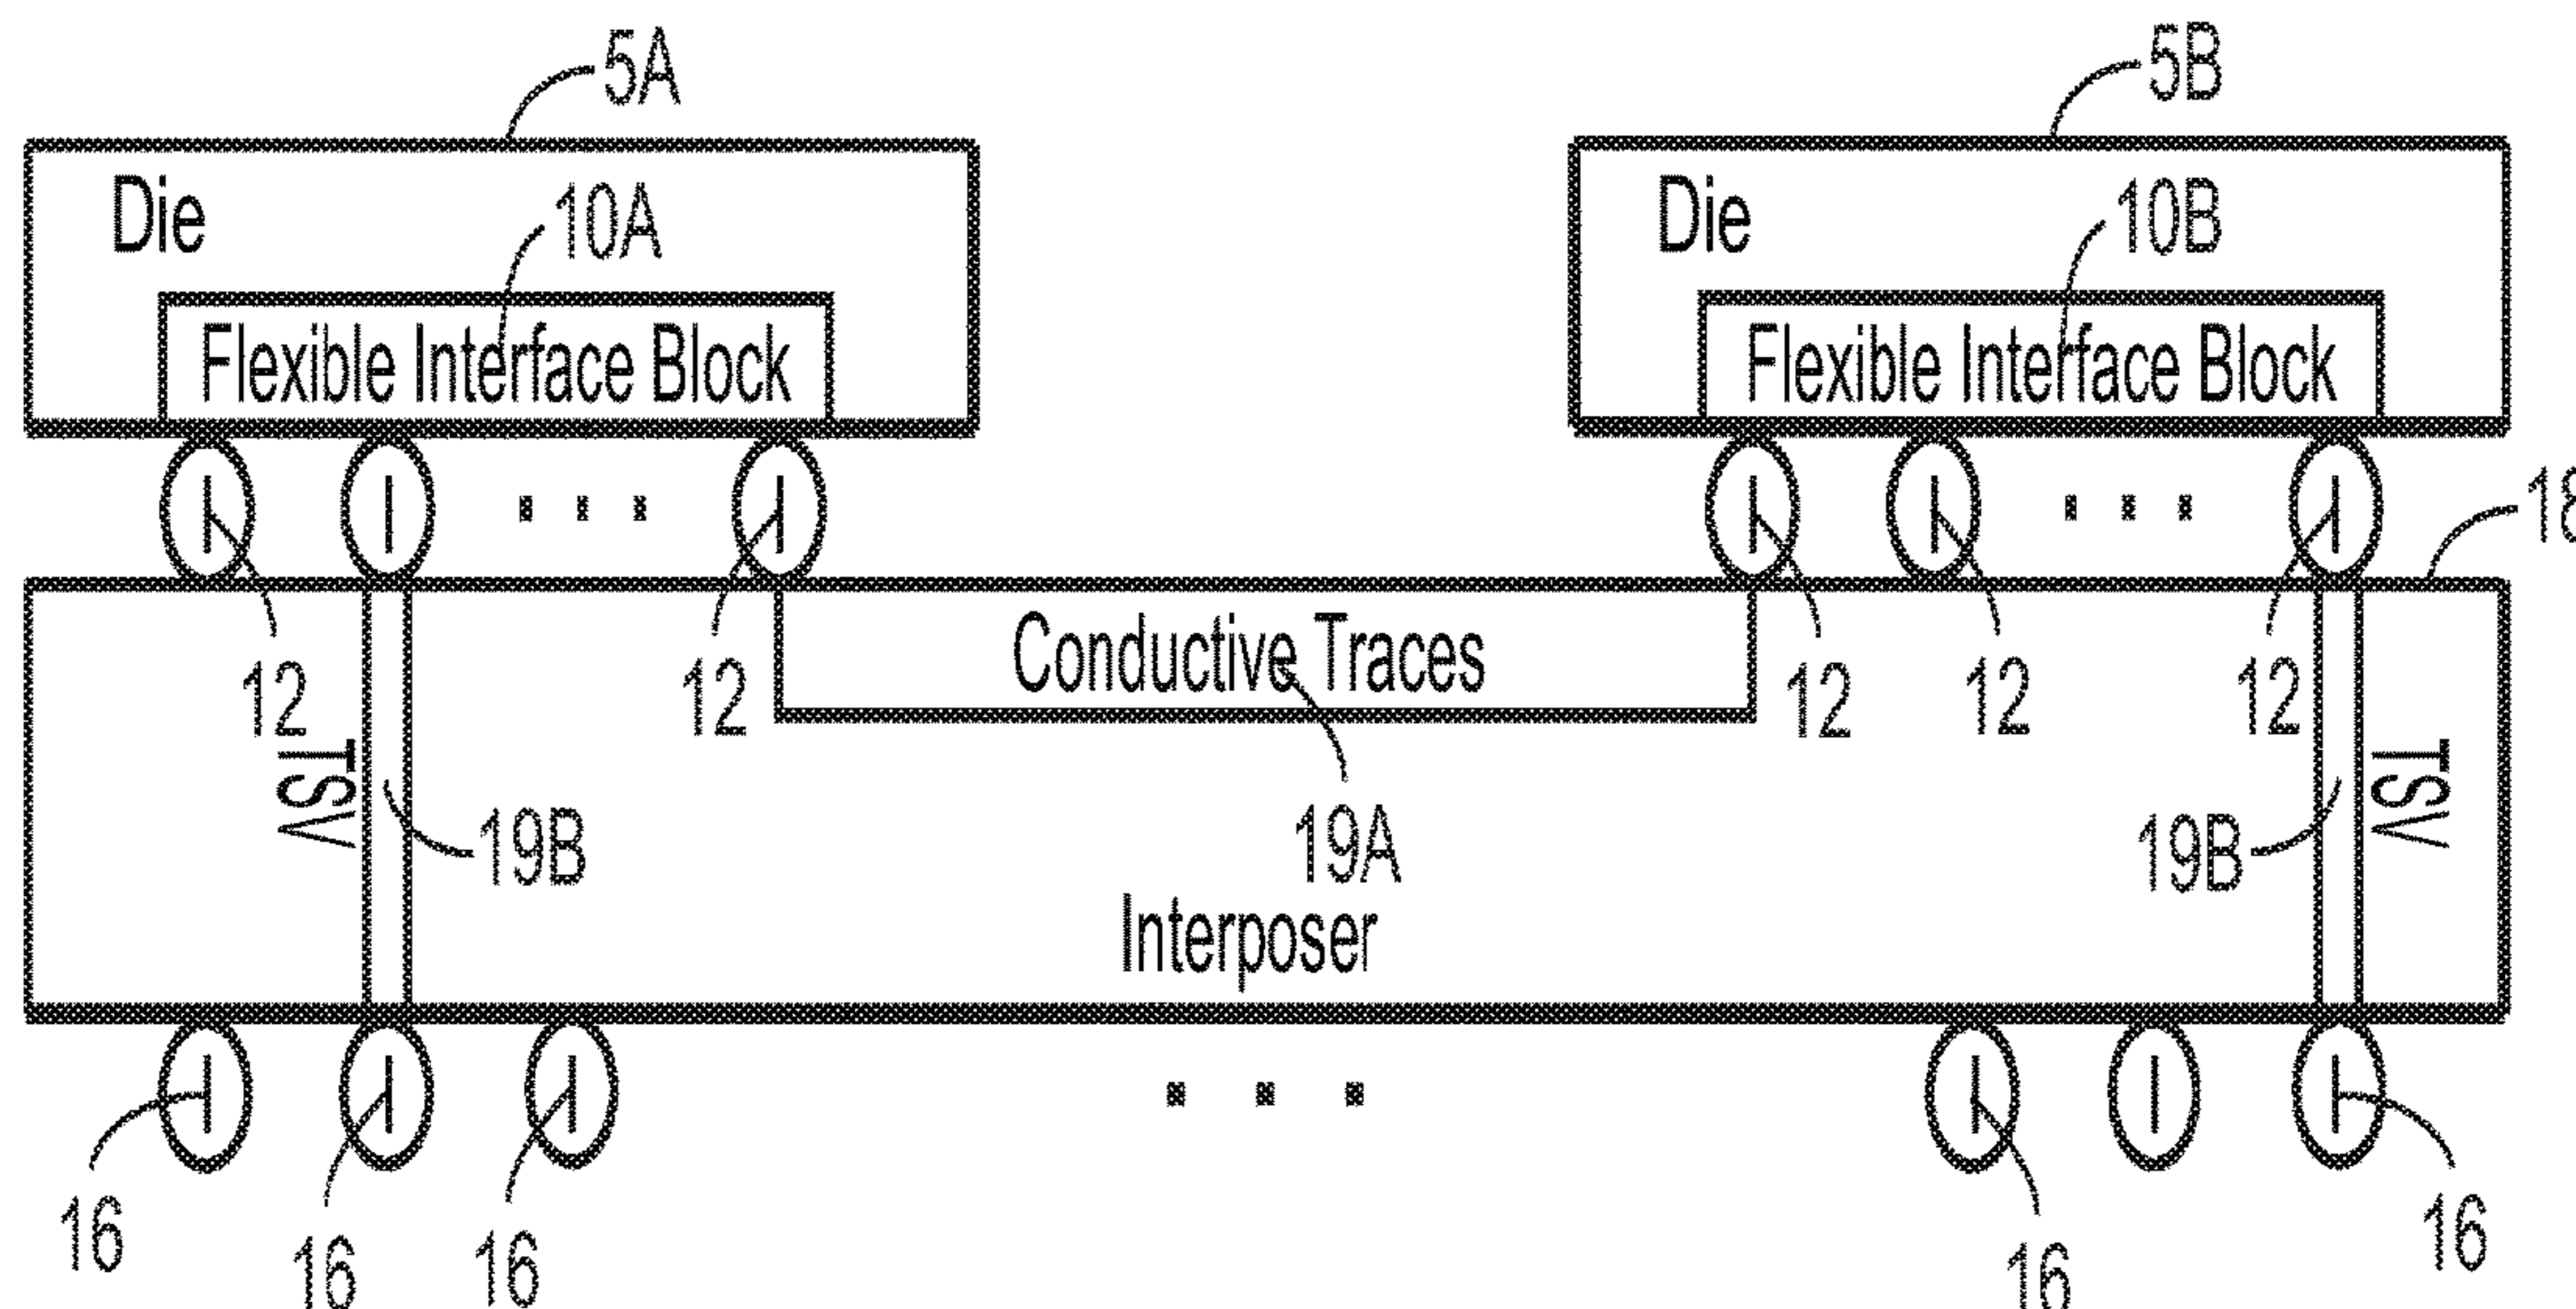 5A 5B
Die Die
10A 10B
Flexible Interface Block Flexible Interface Block
18
12 12 12 12 12
Conductive Traces
TSV TSV
19B 19A 19B
Interposer
16 16 16 16 16